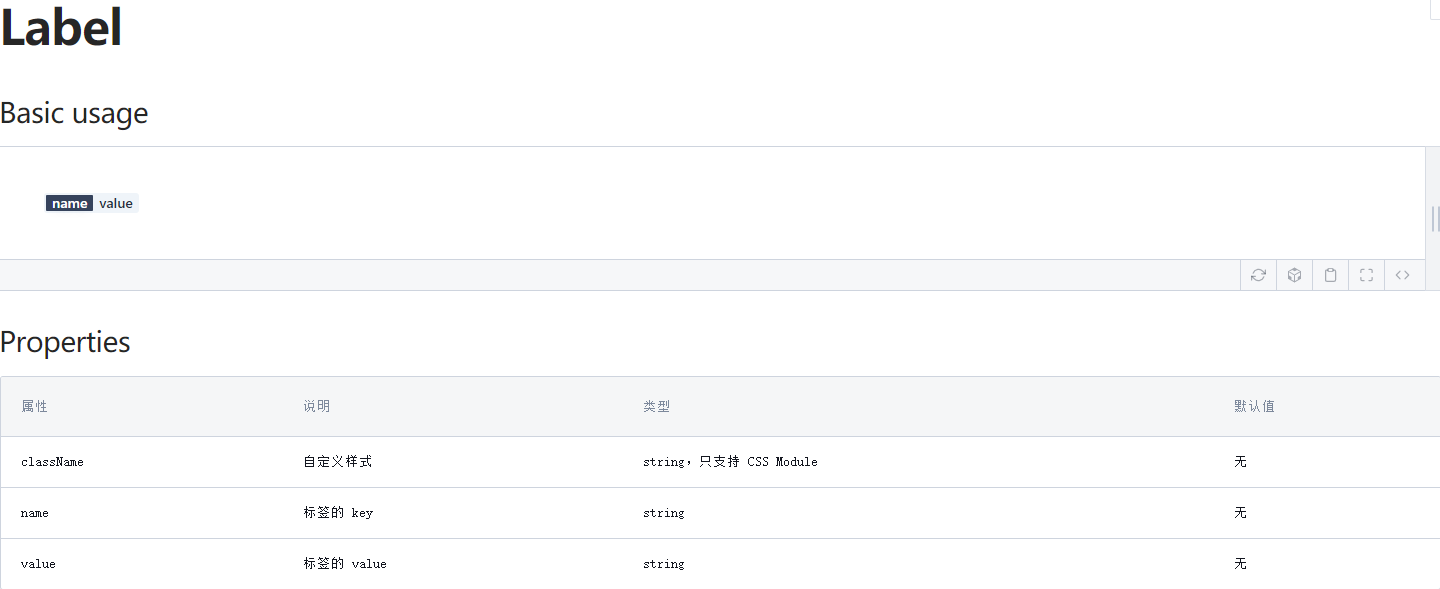 Label
Basic usage
name value
Properties
属性 说明 类型 默认值
className 自定义样式 string，只支持 CSS Module 无
name 标签的 key string 无
value 标签的 value string 无